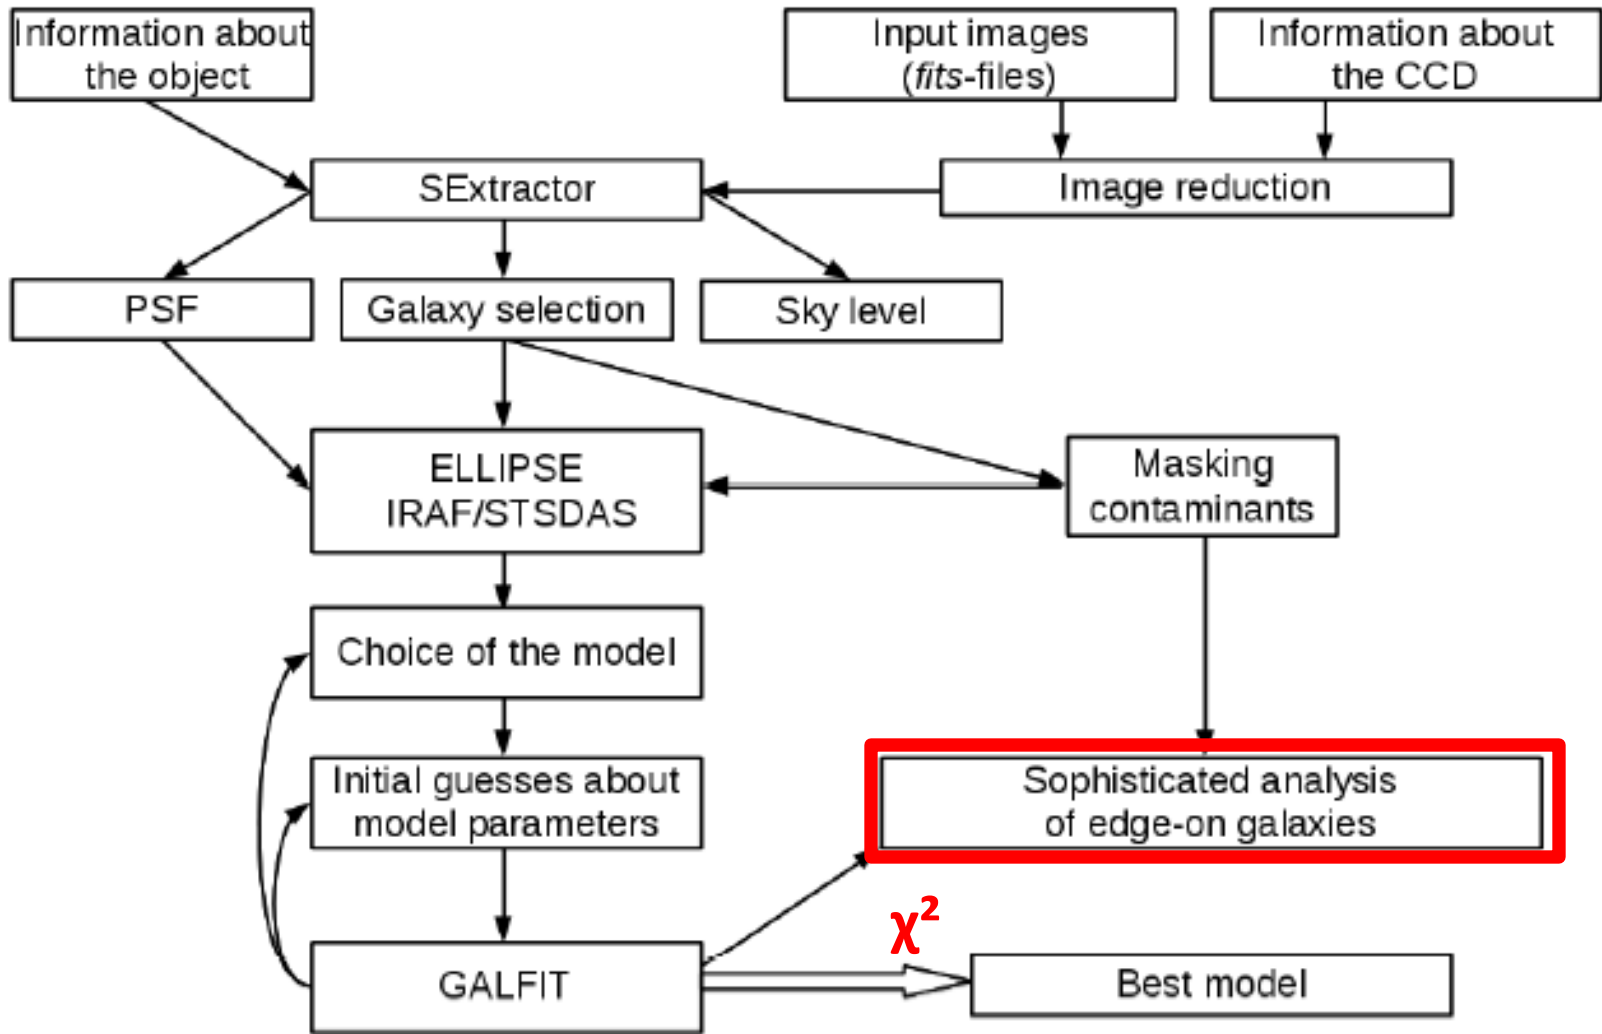 Information about
the object
Input images
(fits-files)
Information about
the CCD
SExtractor
Image reduction
PSF
Galaxy selection
Sky level
ELLIPSE
IRAF/STSDAS
Masking
contaminants
Choice of the model
Initial guesses about
model parameters
Sophisticated analysis
of edge-on galaxies
χ²
GALFIT
Best model